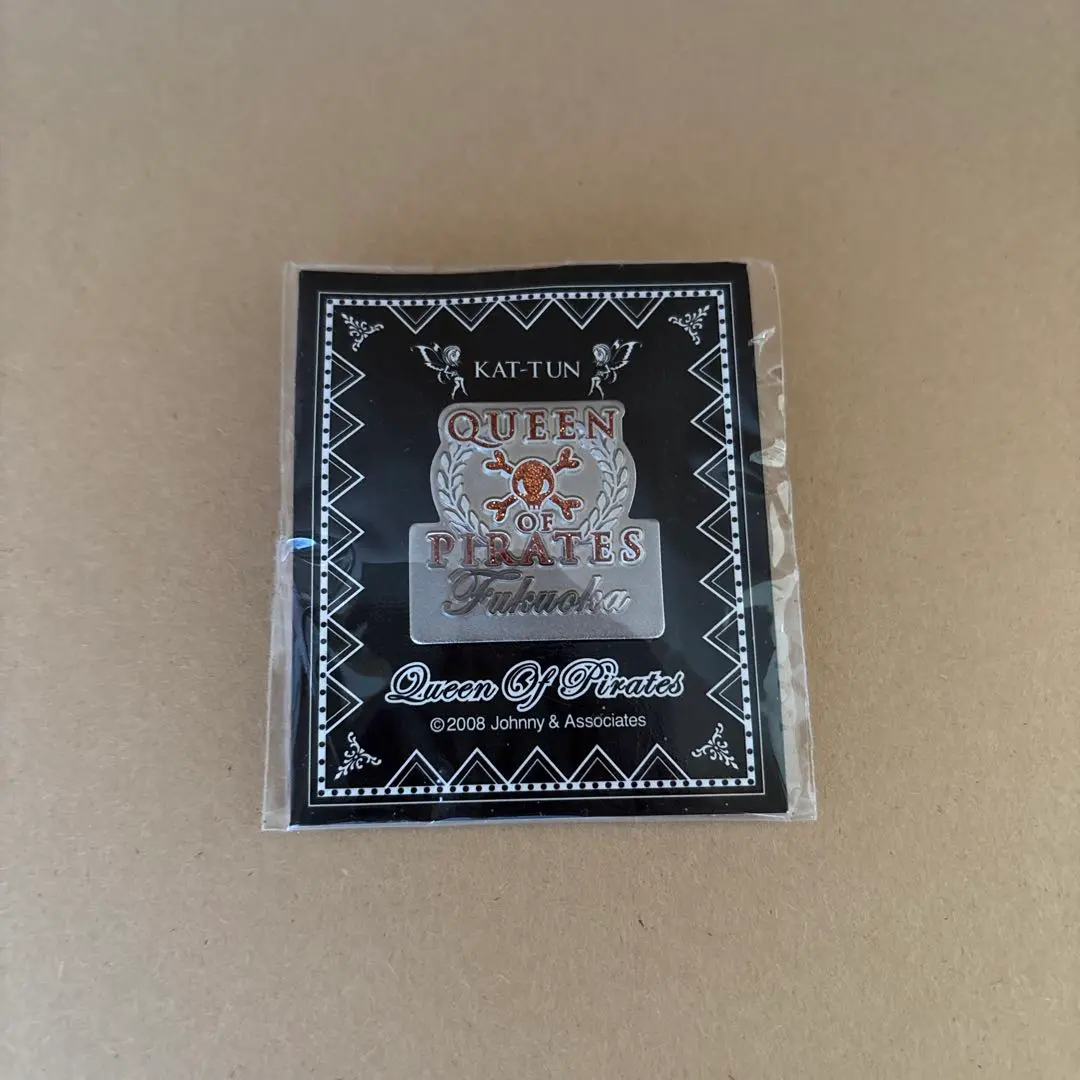 KAT-TUN
QUEEN
OF
PIRATES
Fukuoka
Queen Of Pirates
©2008 Johnny & Associates